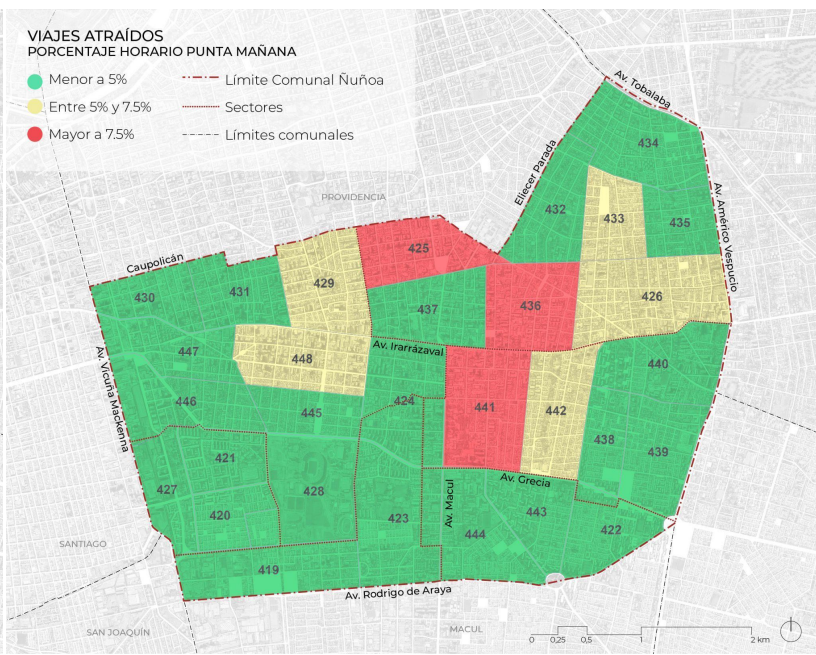 VIAJES ATRAÍDOS
PORCENTAJE HORARIO PUNTA MAÑANA
Menor a 5%
Entre 5% y 7.5%
Mayor a 7.5%
Límite Comunal Ñuñoa
Sectores
Límites comunales
Av. Tobalaba
434
Eliecer Parada
PROVIDENCIA
432
433
435
Av. Américo Vespucio
425
Caupolicán
429
430
431
437
436
426
447
448
Av. Irarrázaval
Av. Vicuña Mackenna
440
446
445
424
441
442
438
439
421
427
428
Av. Grecia
420
423
Av. Macul
443
444
422
SANTIAGO
419
Av. Rodrigo de Araya
SAN JOAQUÍN
MACUL
0 0,25 0,5 1 2 km